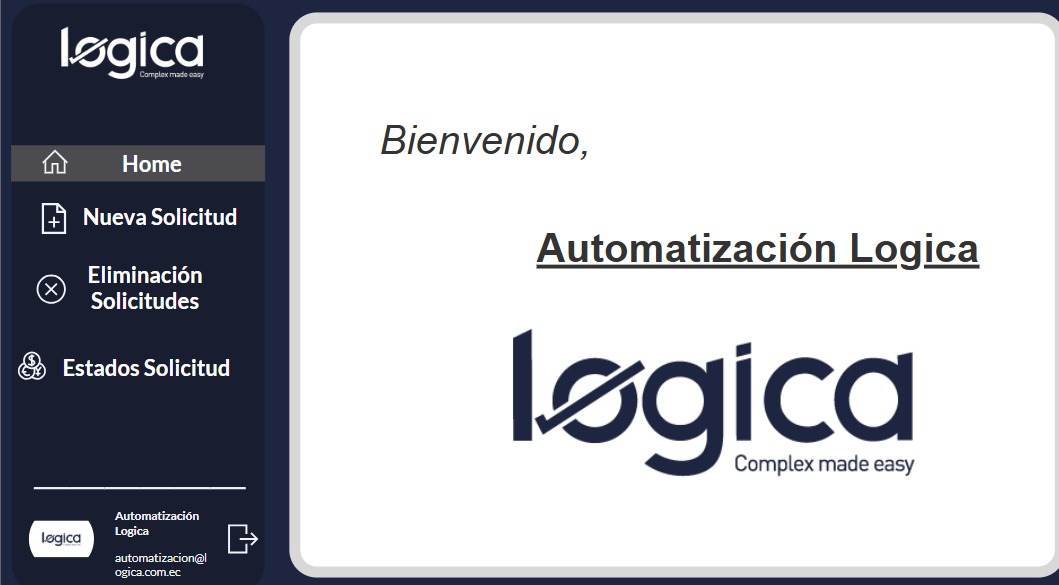 logica
Complex made easy
Home
Nueva Solicitud
Eliminación
Solicitudes
Estados Solicitud
Automatización
Logica
automatizacion@l
ogica.com.ec
logica
Bienvenido,
Automatización Logica
logica
Complex made easy